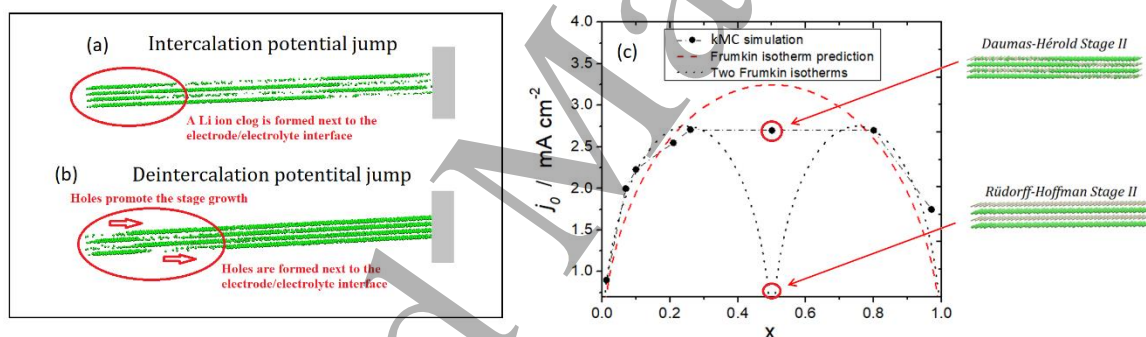 (a) Intercalation potential jump
A Li ion clog is formed next to the
electrode/electrolyte interface
(b) Deintercalation potentital jump
Holes promote the stage growth
Holes are formed next to the
electrode/electrolyte interface
(c)
kMC simulation
Frumkin isotherm prediction
Two Frumkin isotherms
4.0
3.5
3.0
2.5
2.0
1.5
1.0
j0 / mA cm-2
0.0 0.2 0.4 0.6 0.8 1.0
x
Daumas-Hérold Stage II
Rüdorff-Hoffman Stage II